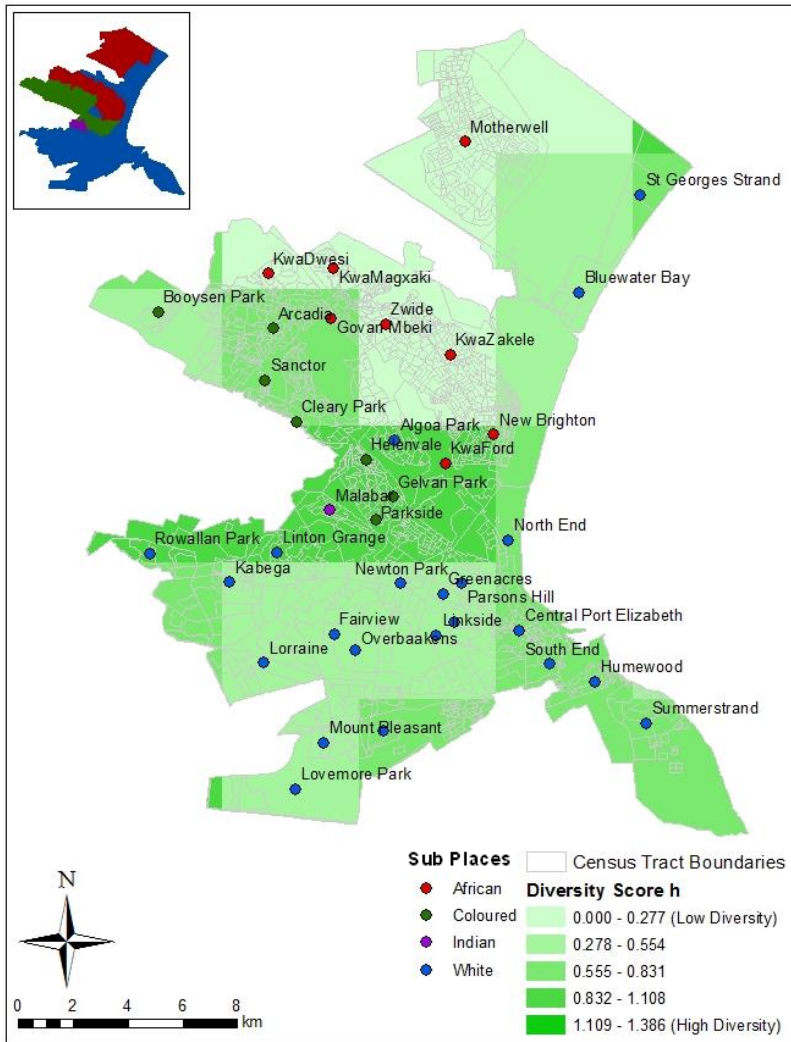 Motherwell
St Georges Strand
KwaDwesi
KwaMagxaki
Bluewater Bay
Booysen Park
Arcadia
Zwide
Govan Mbeki
KwaZakele
Sanctor
Cleary Park
Algoa Park
New Brighton
Helenvale
KwaFord
Gelvan Park
Malabar
Parkside
North End
Rowallan Park
Linton Grange
Kabega
Newton Park
Greenacres
Parsons Hill
Fairview
Linkside
Central Port Elizabeth
Overbaakens
Lorraine
South End
Humewood
Summerstrand
Mount Pleasant
Lovemore Park
Sub Places
African
Coloured
Indian
White
Census Tract Boundaries
Diversity Score h
0.000 - 0.277 (Low Diversity)
0.278 - 0.554
0.555 - 0.831
0.832 - 1.108
1.109 - 1.386 (High Diversity)
N
0 2 4 6 8
km